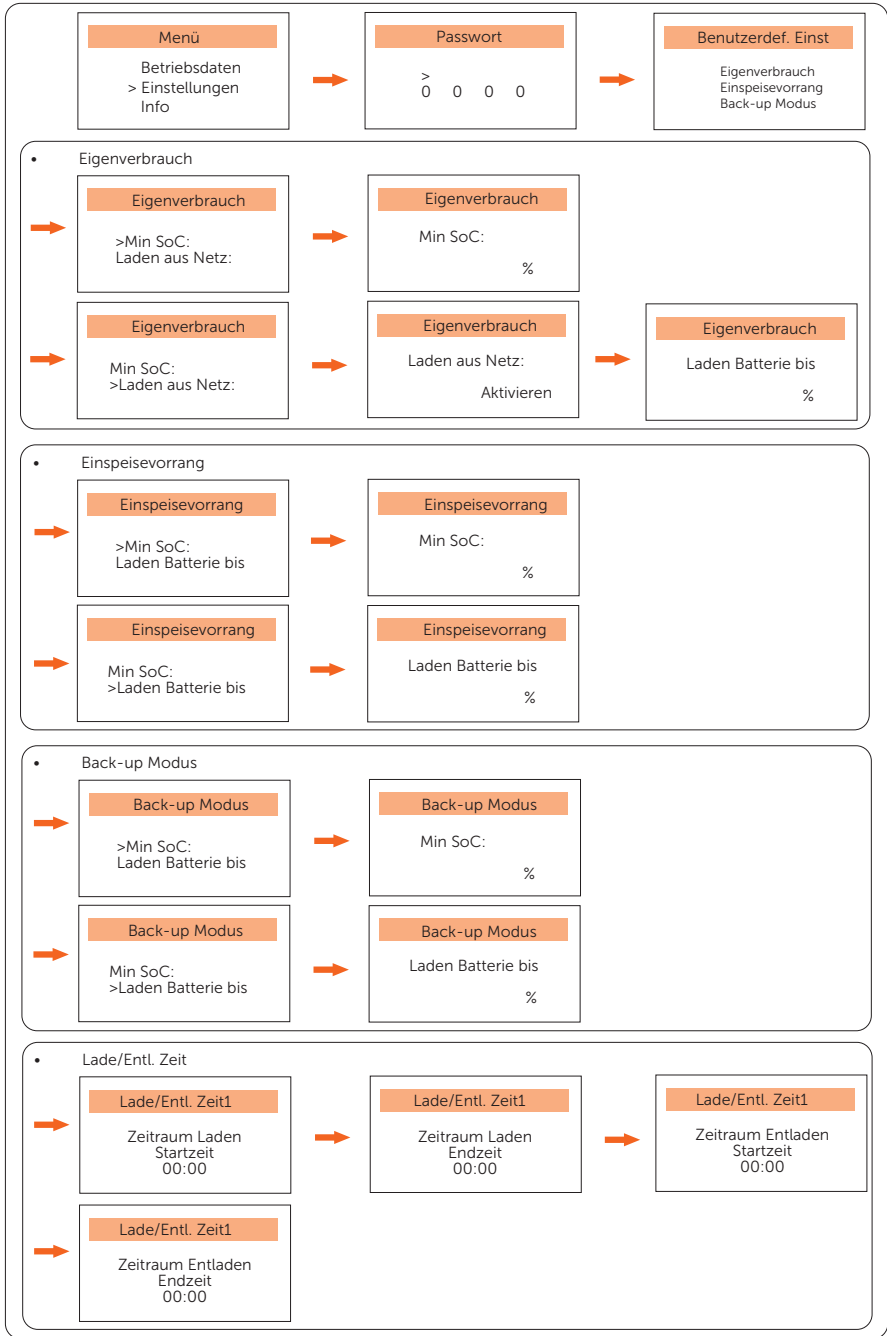 Menü
Betriebsdaten
> Einstellungen
Info
Passwort
>
0 0 0 0
Benutzerdef. Einst
Eigenverbrauch
Einspeisevorrang
Back-up Modus
• Eigenverbrauch
Eigenverbrauch
>Min SoC:
Laden aus Netz:
Eigenverbrauch
Min SoC:
%
Eigenverbrauch
Min SoC:
>Laden aus Netz:
Eigenverbrauch
Laden aus Netz:
Aktivieren
Eigenverbrauch
Laden Batterie bis
%
• Einspeisevorrang
Einspeisevorrang
>Min SoC:
Laden Batterie bis
Einspeisevorrang
Min SoC:
%
Einspeisevorrang
Min SoC:
>Laden Batterie bis
Einspeisevorrang
Laden Batterie bis
%
• Back-up Modus
Back-up Modus
>Min SoC:
Laden Batterie bis
Back-up Modus
Min SoC:
%
Back-up Modus
Min SoC:
>Laden Batterie bis
Back-up Modus
Laden Batterie bis
%
• Lade/Entl. Zeit
Lade/Entl. Zeit1
Zeitraum Laden
Startzeit
00:00
Lade/Entl. Zeit1
Zeitraum Laden
Endzeit
00:00
Lade/Entl. Zeit1
Zeitraum Entladen
Startzeit
00:00
Lade/Entl. Zeit1
Zeitraum Entladen
Endzeit
00:00